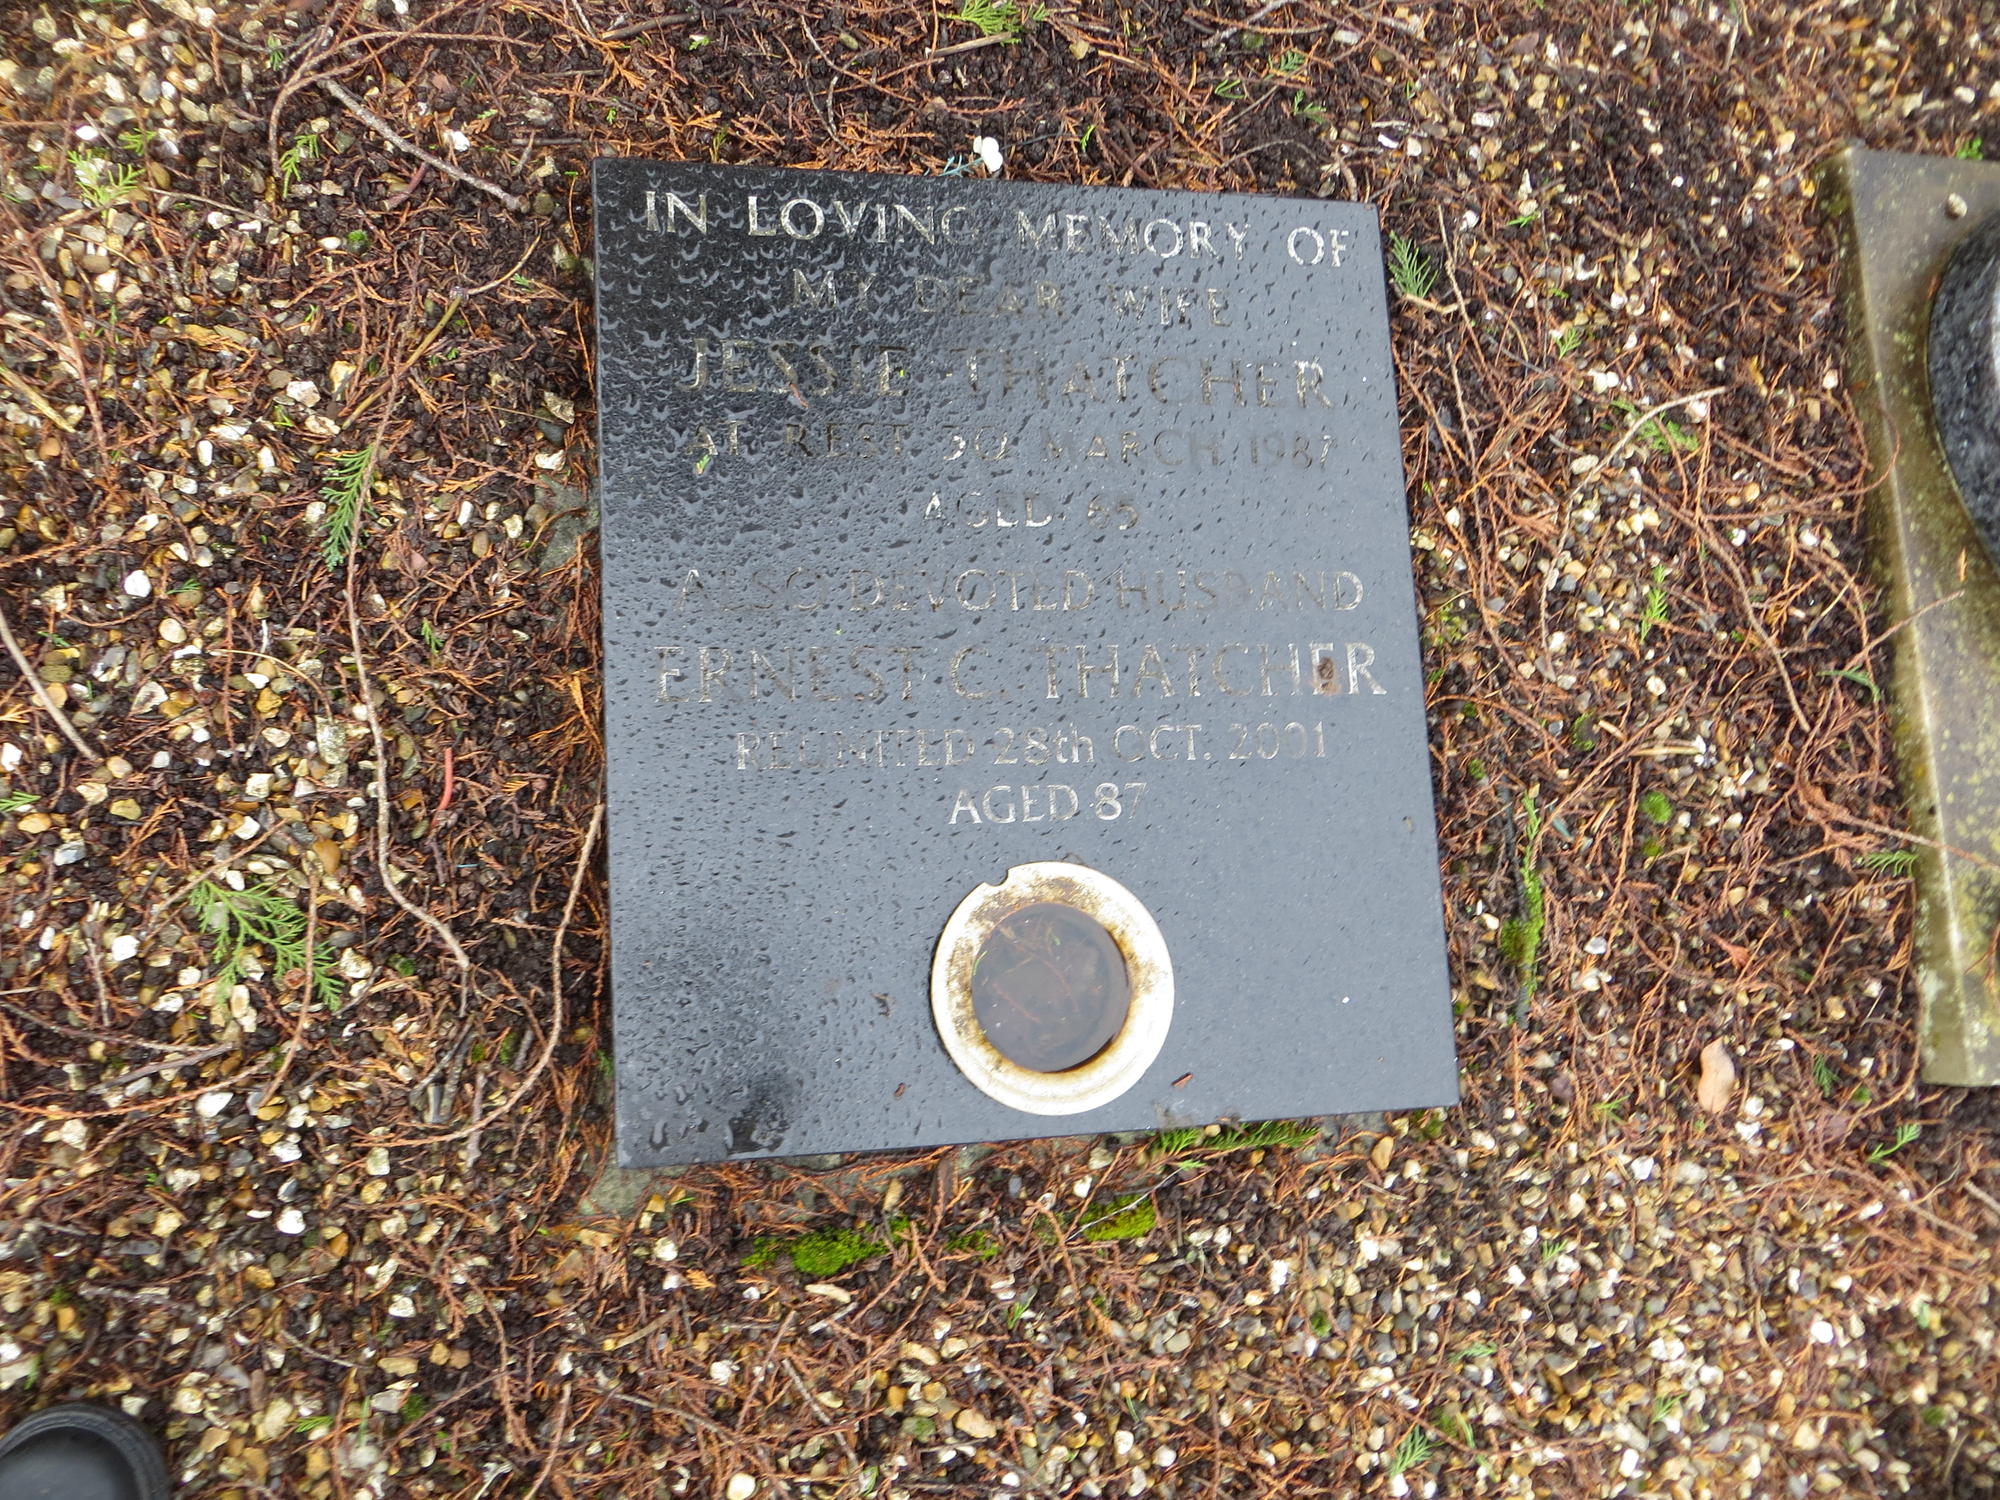 IN LOVING MEMORY OF
MY DEAR WIFE
JESSIE THATCHER
AT REST 30 MARCH 1987
AGED 65
ALSO DEVOTED HUSBAND
ERNEST C. THATCHER
REUNITED 28th OCT. 2001
AGED 87